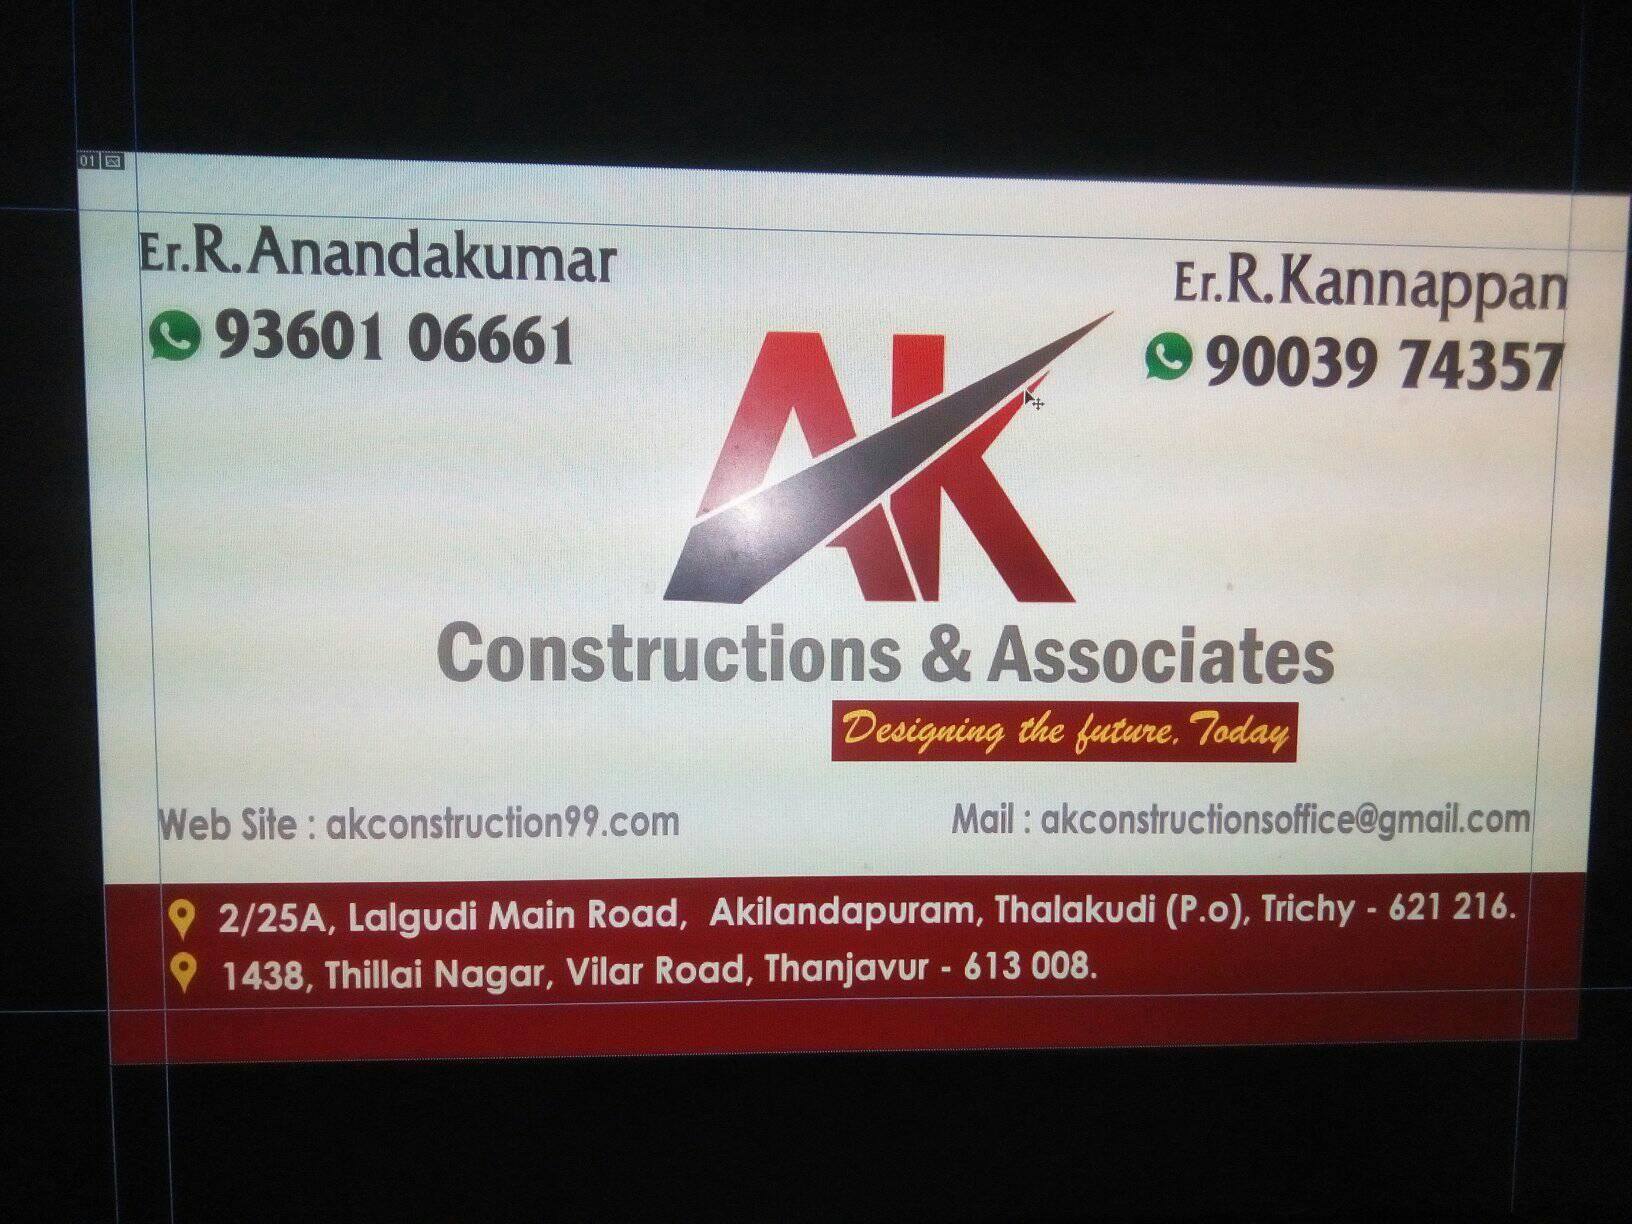 01
Er.R.Anandakumar
93601 06661
Er.R.Kannappan
90039 74357
AK
Constructions & Associates
Designing the future. Today
Web Site : akconstruction99.com
Mail : akconstructionsoffice@gmail.com
2/25A, Lalgudi Main Road, Akilandapuram, Thalakudi (P.o), Trichy - 621 216.
1438, Thillai Nagar, Vilar Road, Thanjavur - 613 008.